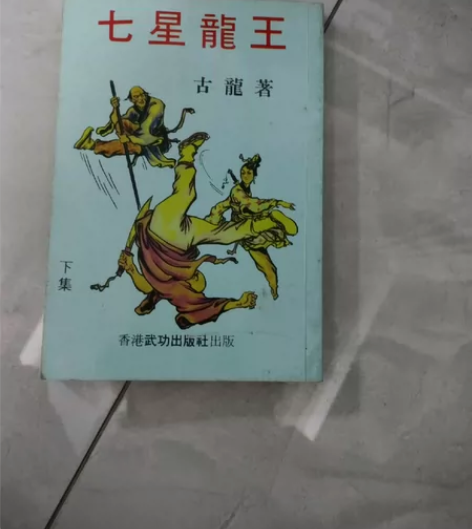 七星龍王
古龍著
下集
香港武功出版社出版